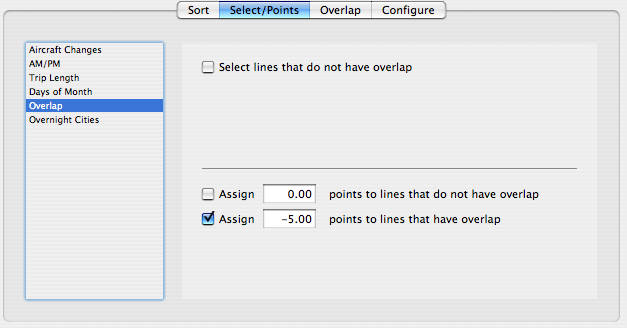 Sort Select/Points Overlap Configure
Aircraft Changes
AM/PM
Trip Length
Days of Month
Overlap
Overnight Cities
Select lines that do not have overlap
Assign 0.00 points to lines that do not have overlap
Assign -5.00 points to lines that have overlap